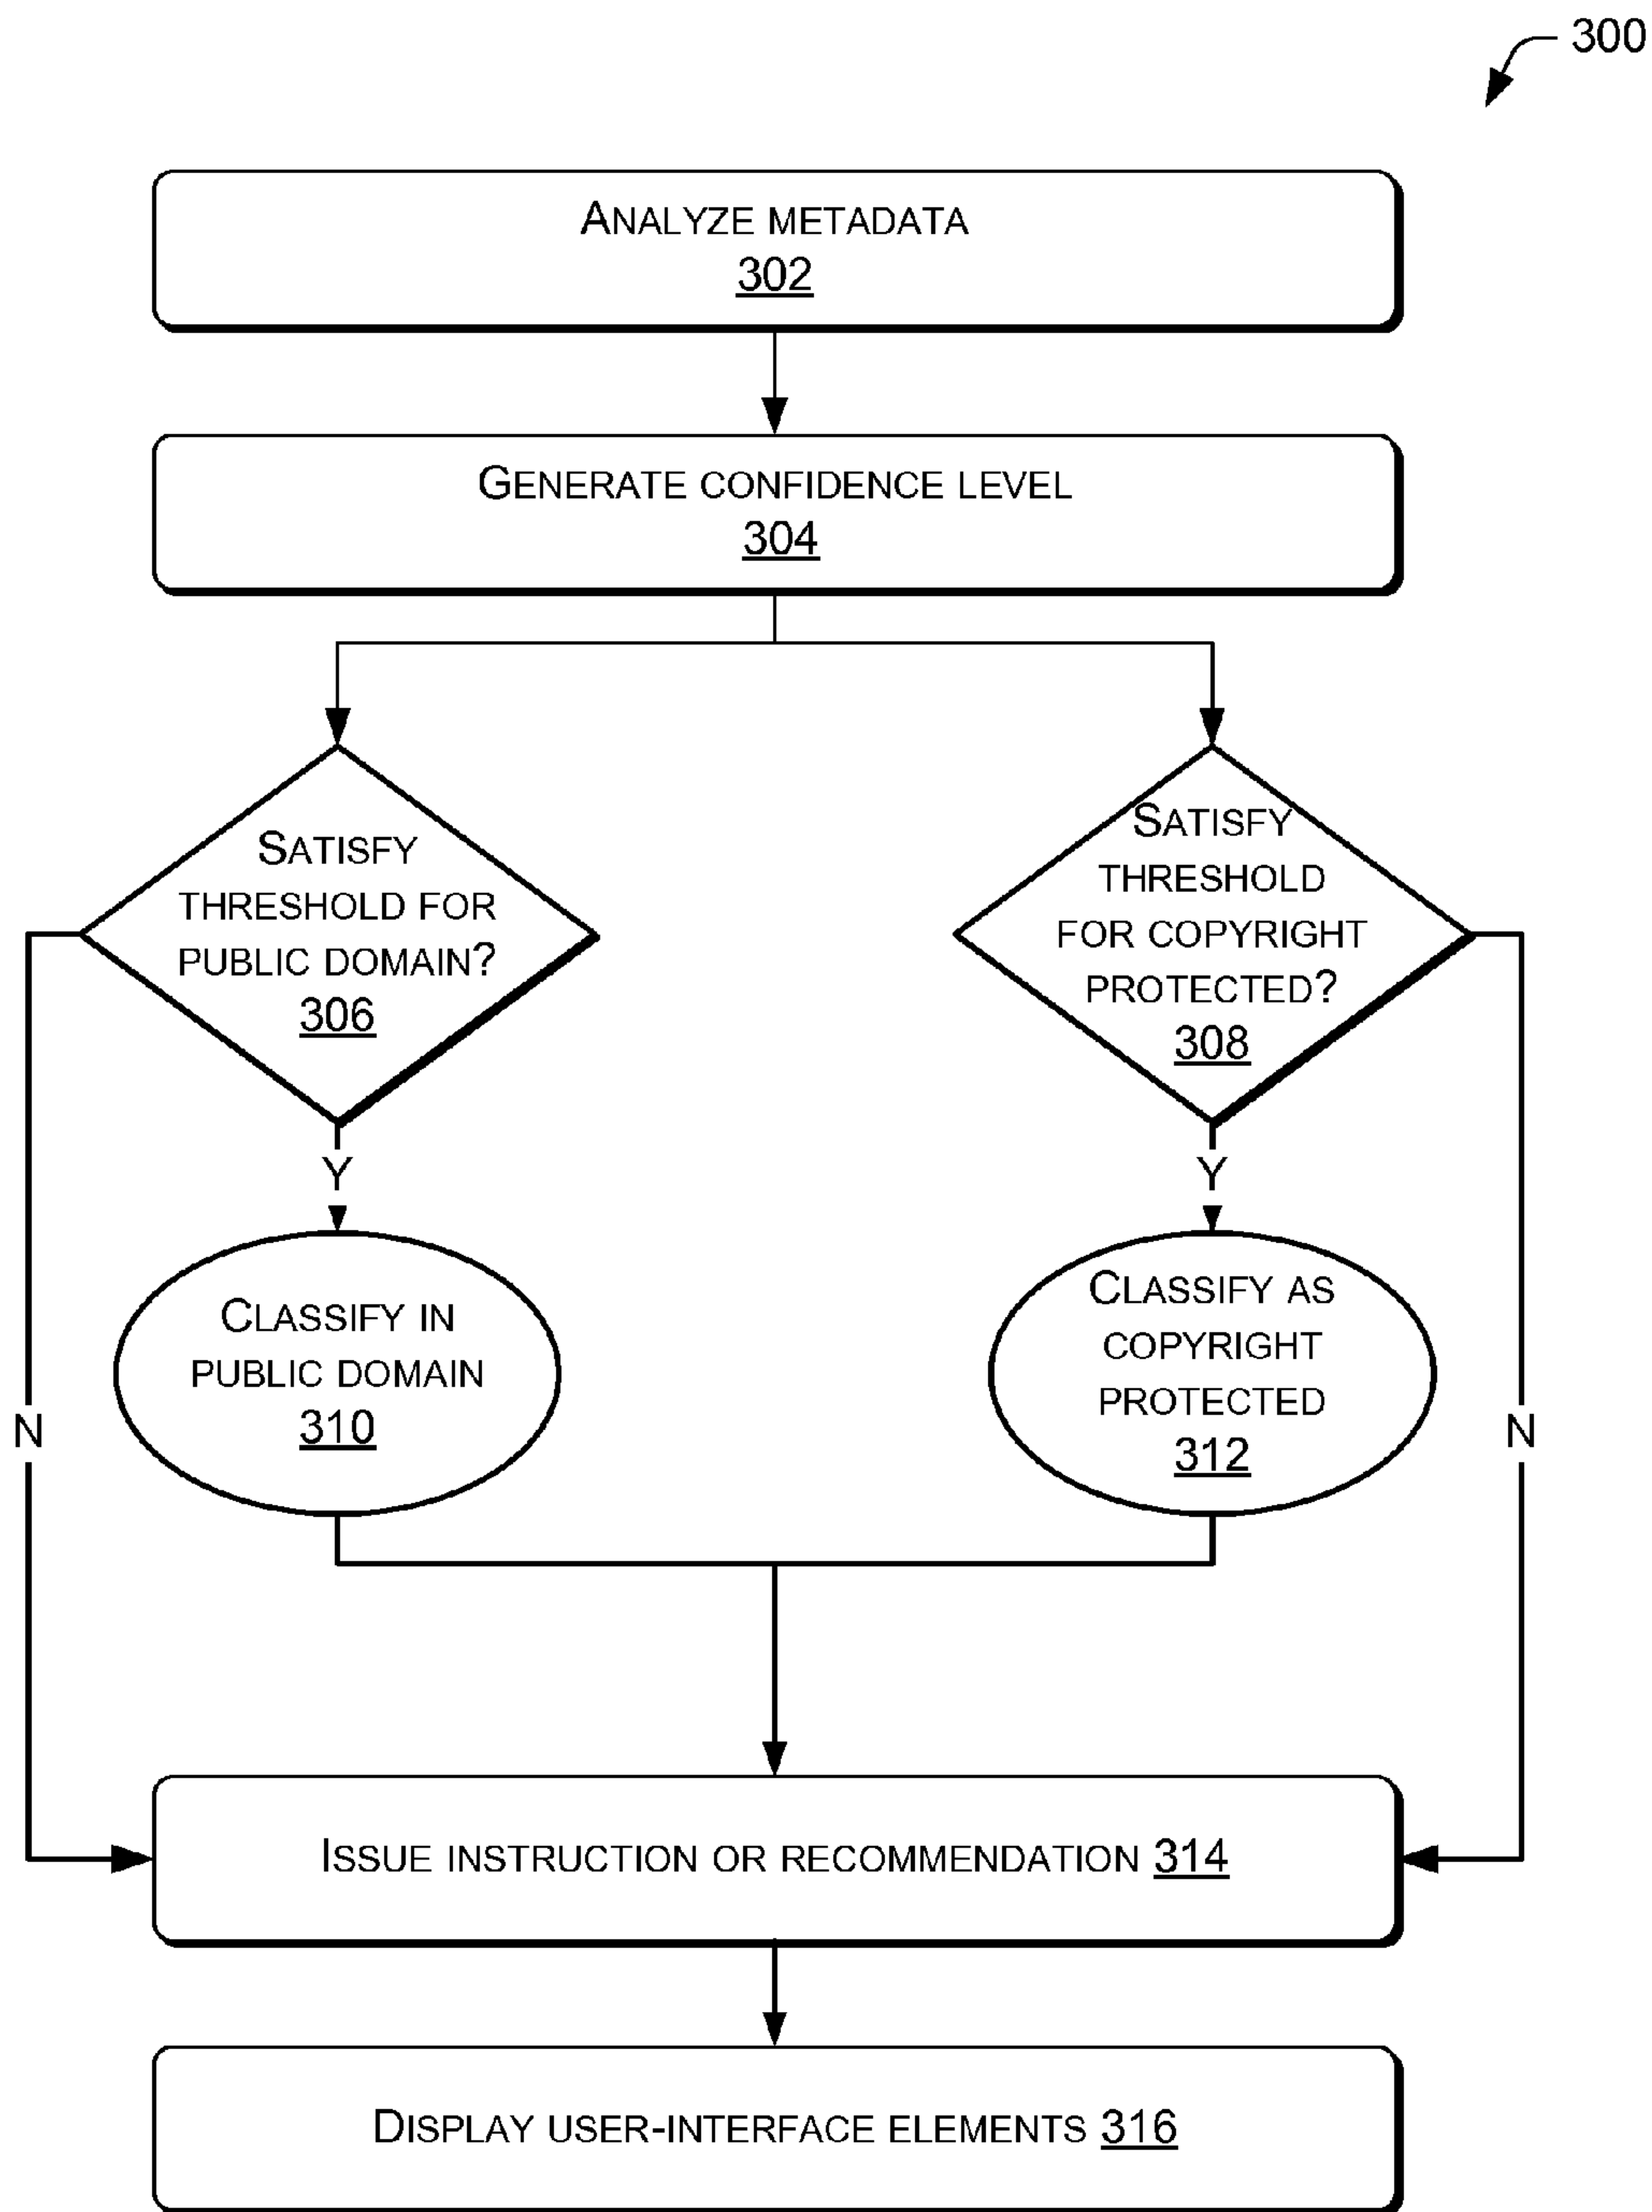 300
ANALYZE METADATA
302
GENERATE CONFIDENCE LEVEL
304
SATISFY
THRESHOLD FOR
PUBLIC DOMAIN?
306
SATISFY
THRESHOLD
FOR COPYRIGHT
PROTECTED?
308
Y
Y
CLASSIFY IN
PUBLIC DOMAIN
310
CLASSIFY AS
COPYRIGHT
PROTECTED
312
N
N
ISSUE INSTRUCTION OR RECOMMENDATION 314
DISPLAY USER-INTERFACE ELEMENTS 316